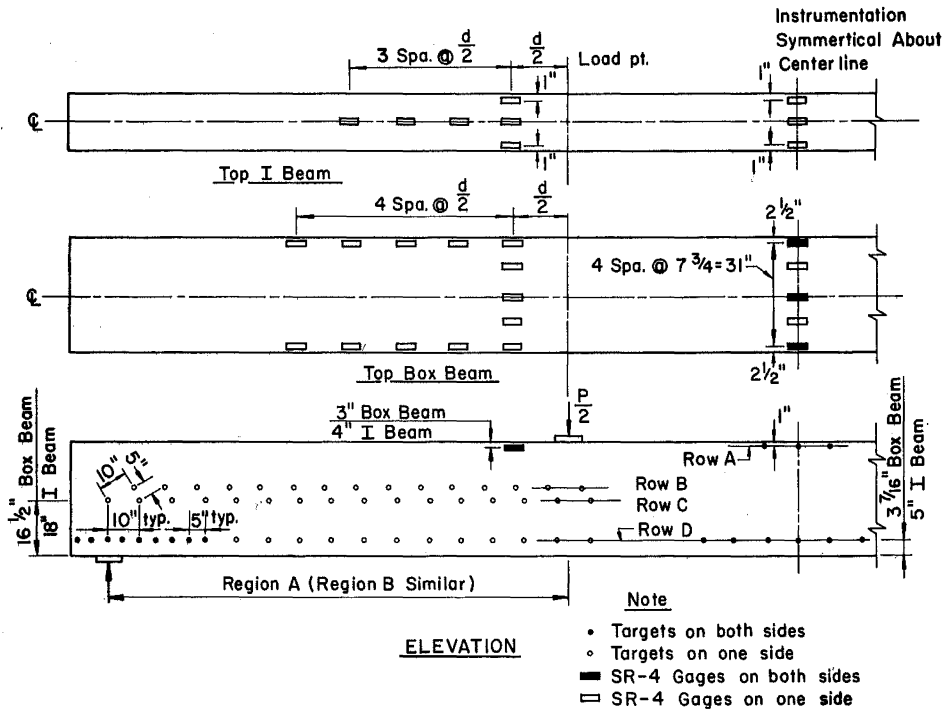 Instrumentation
Symmertical About
Center line
3 Spa. @ d/2
d/2
Load pt.
1"
1"
1"
1"
℄
Top I Beam
4 Spa. @ d/2
d/2
2 1/2"
4 Spa. @ 7 3/4=31"
℄
Top Box Beam
2 1/2"
P/2
3" Box Beam
4" I Beam
1"
Row A
16 1/2" Box Beam
18" I Beam
10"
5"
Row B
Row C
10" typ.
5" typ.
Row D
3 7/16" Box Beam
5" I Beam
Region A (Region B Similar)
ELEVATION
Note
• Targets on both sides
◦ Targets on one side
SR-4 Gages on both sides
SR-4 Gages on one side